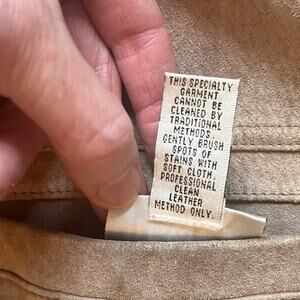 THIS SPECIALTY
GARMENT
CANNOT BE
CLEANED BY
TRADITIONAL
METHODS.
GENTLY BRUSH
SPOTS OF
STAINS WITH
SOFT CLOTH.
PROFESSIONAL
CLEAN
LEATHER
METHOD ONLY.